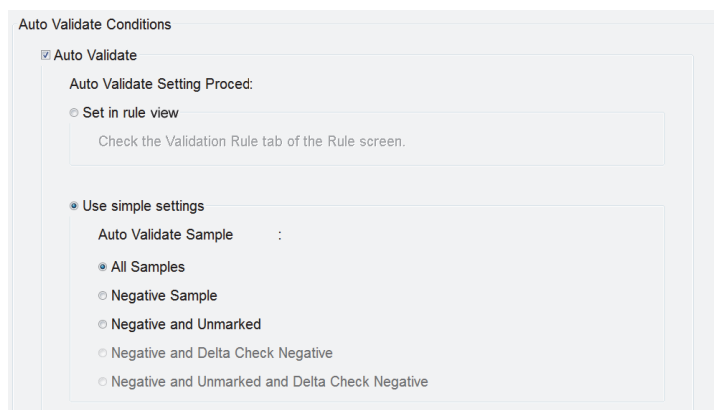 Auto Validate Conditions
Auto Validate
Auto Validate Setting Proced:
Set in rule view
Check the Validation Rule tab of the Rule screen.
Use simple settings
Auto Validate Sample :
All Samples
Negative Sample
Negative and Unmarked
Negative and Delta Check Negative
Negative and Unmarked and Delta Check Negative